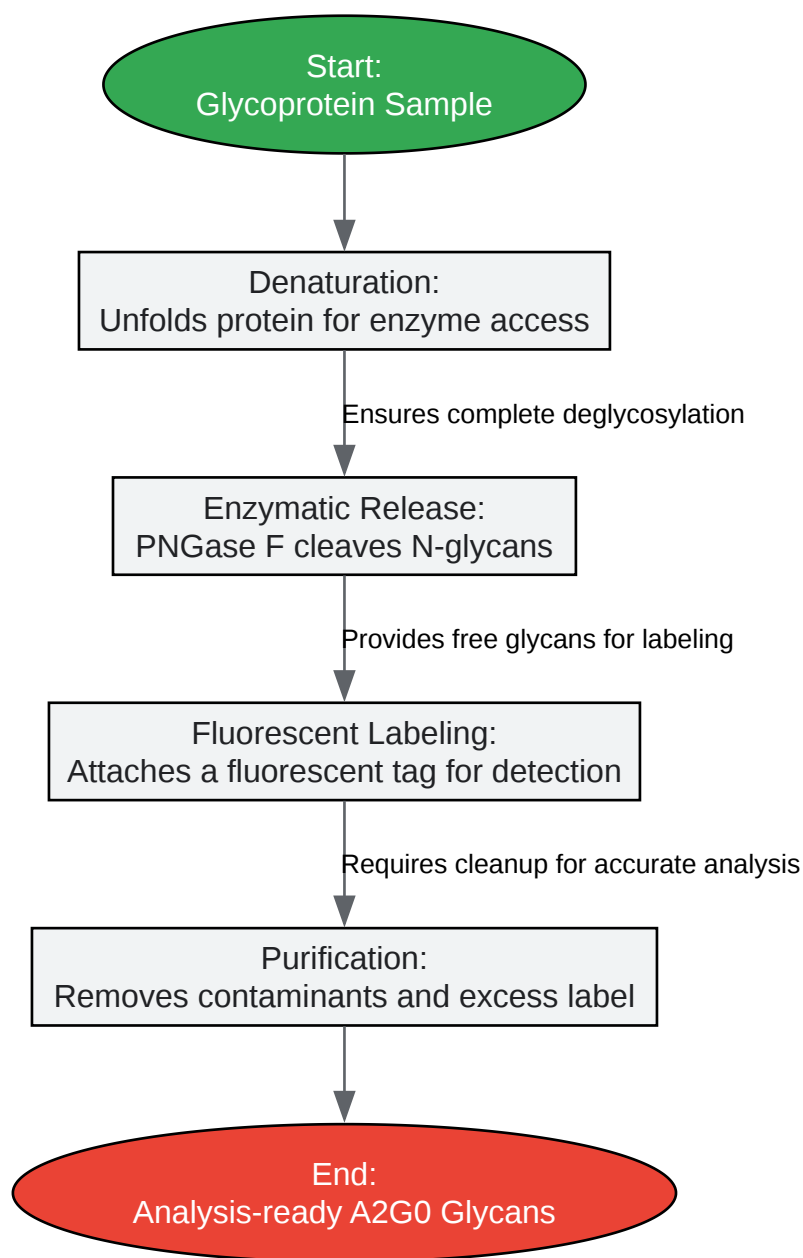 Start:
Glycoprotein Sample
Denaturation:
Unfolds protein for enzyme access
Ensures complete deglycosylation
Enzymatic Release:
PNGase F cleaves N-glycans
Provides free glycans for labeling
Fluorescent Labeling:
Attaches a fluorescent tag for detection
Requires cleanup for accurate analysis
Purification:
Removes contaminants and excess label
End:
Analysis-ready A2G0 Glycans